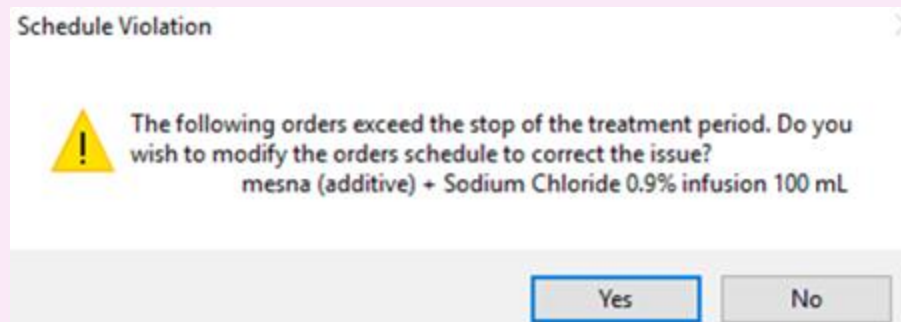 Schedule Violation
The following orders exceed the stop of the treatment period. Do you
wish to modify the orders schedule to correct the issue?
mesna (additive) + Sodium Chloride 0.9% infusion 100 mL
Yes No